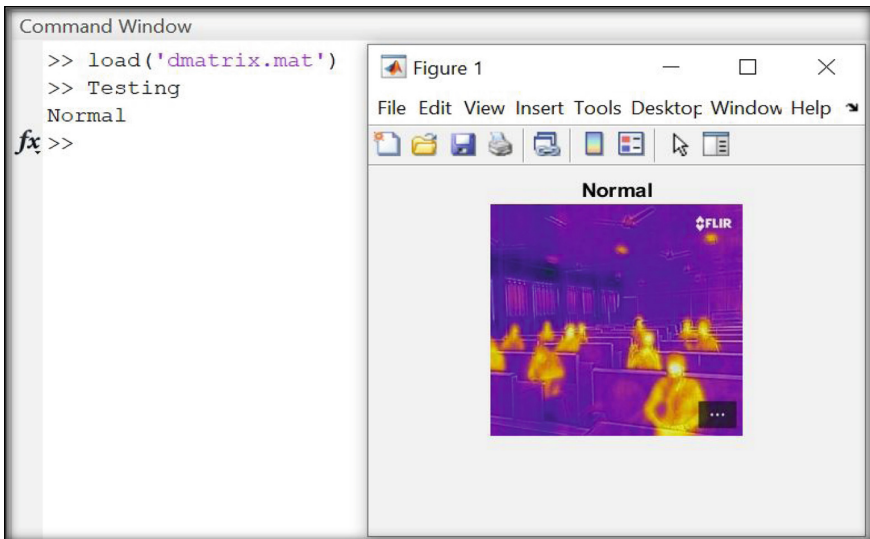 Command Window
>> load('dmatrix.mat')
>> Testing
Normal
fx >>
Figure 1
File Edit View Insert Tools Desktop Window Help
Normal
FLIR